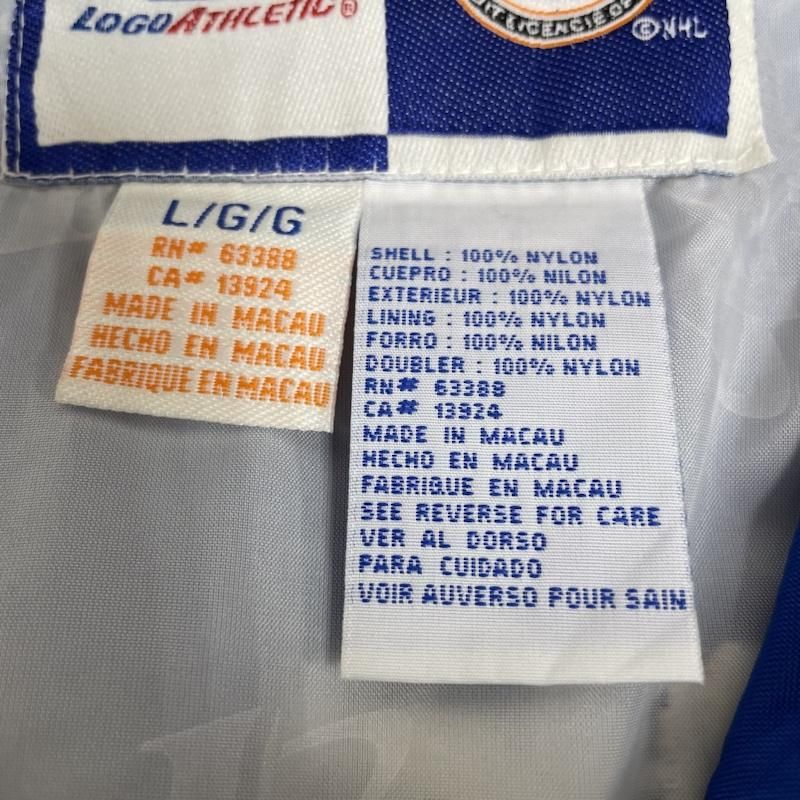 LOGOATHLETIC®
©NHL
L/G/G
RN# 63388
CA# 13924
MADE IN MACAU
HECHO EN MACAU
FABRIQUE EN MACAU
SHELL : 100% NYLON
CUEPRO : 100% NILON
EXTERIEUR : 100% NYLON
LINING : 100% NYLON
FORRO : 100% NILON
DOUBLER : 100% NYLON
RN# 63388
CA# 13924
MADE IN MACAU
HECHO EN MACAU
FABRIQUE EN MACAU
SEE REVERSE FOR CARE
VER AL DORSO
PARA CUIDADO
VOIR AUVERSO POUR SAIN